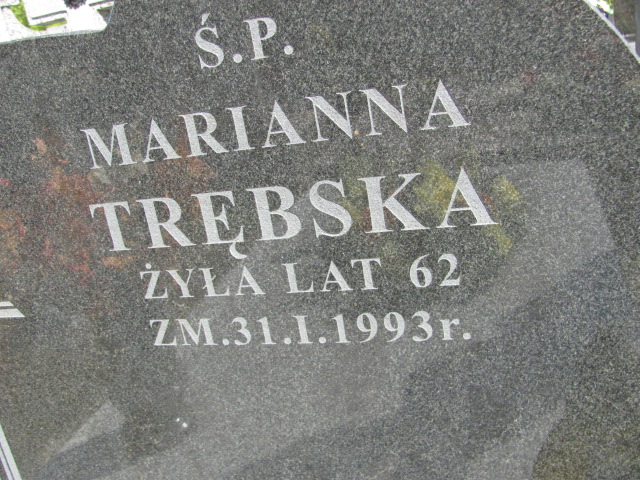 Ś.P.
MARIANNA
TRĘBSKA
ŻYŁA LAT 62
ZM.31.I.1993r.